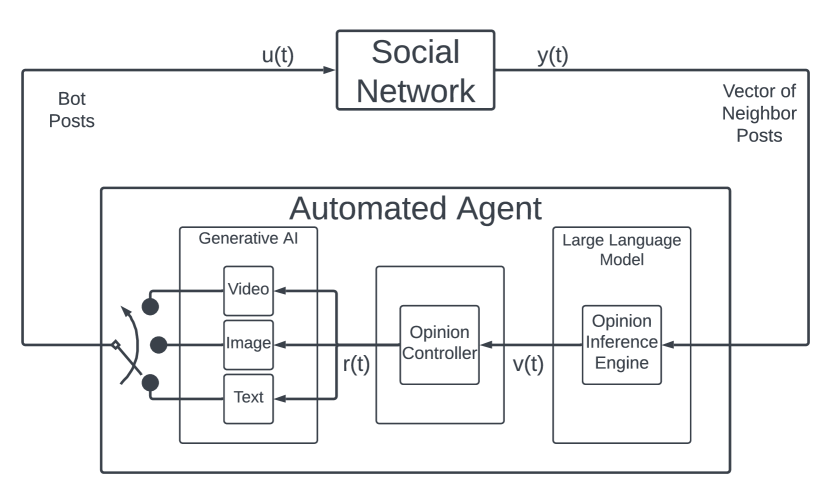 u(t)
Social
Network
y(t)
Bot
Posts
Vector of
Neighbor
Posts
Automated Agent
Generative AI
Large Language
Model
Video
Image
Text
r(t)
Opinion
Controller
v(t)
Opinion
Inference
Engine